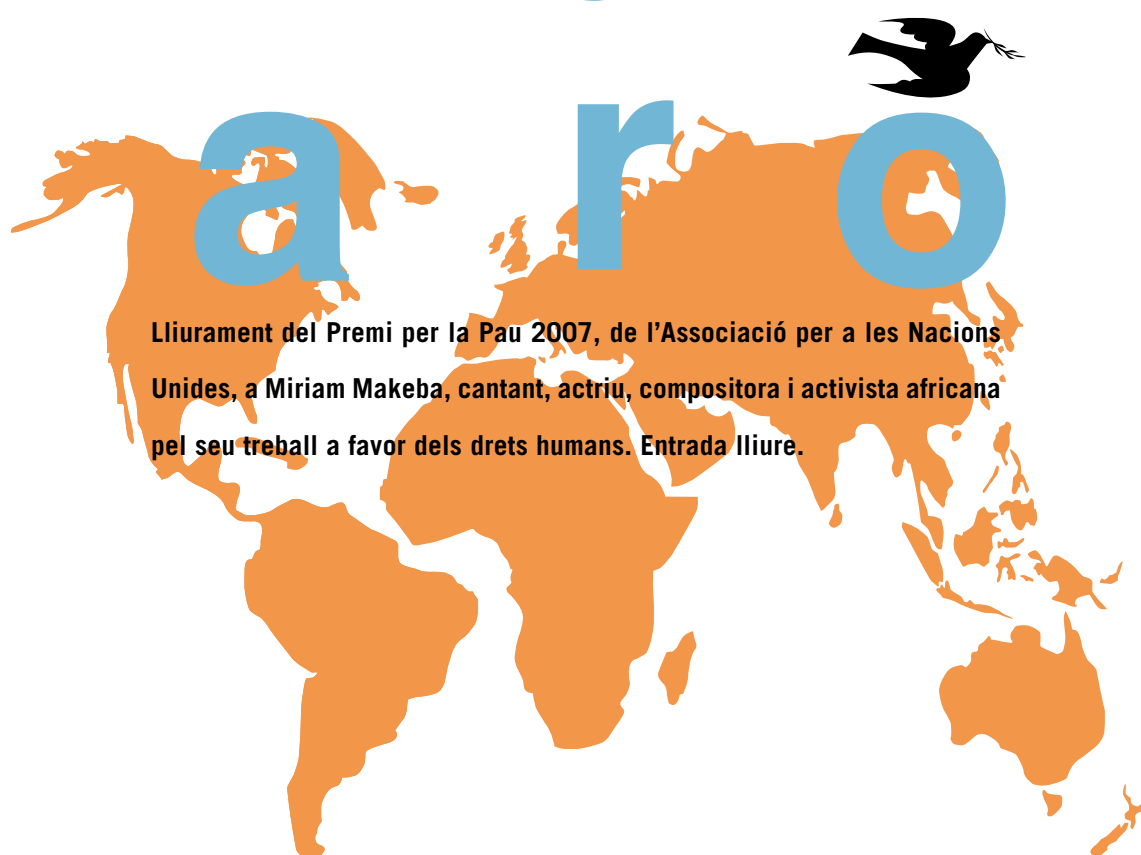 a r o
Lliurament del Premi per la Pau 2007, de l’Associació per a les Nacions
Unides, a Miriam Makeba, cantant, actriu, compositora i activista africana
pel seu treball a favor dels drets humans. Entrada lliure.